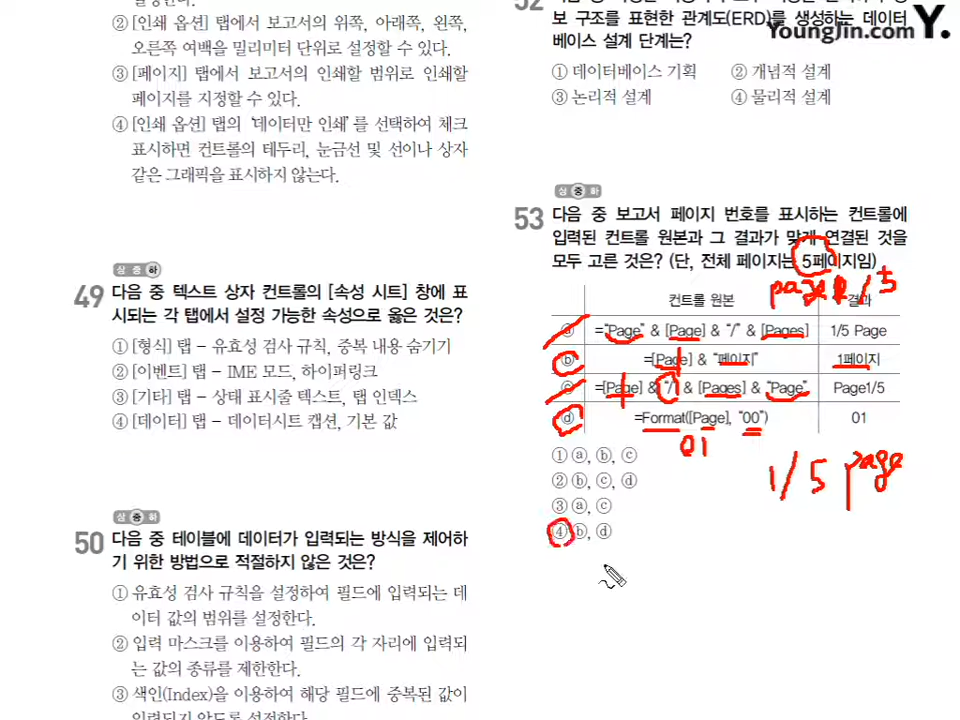 ② [인쇄 옵션] 탭에서 보고서의 위쪽, 아래쪽, 왼쪽,
오른쪽 여백을 밀리미터 단위로 설정할 수 있다.
③ [페이지] 탭에서 보고서의 인쇄할 범위로 인쇄할
페이지를 지정할 수 있다.
④ [인쇄 옵션] 탭의 ‘데이터만 인쇄’를 선택하여 체크
표시하면 컨트롤의 테두리, 눈금선 및 선이나 상자
같은 그래픽을 표시하지 않는다.
상 중 하
49 다음 중 텍스트 상자 컨트롤의 [속성 시트] 창에 표
시되는 각 탭에서 설정 가능한 속성으로 옳은 것은?
① [형식] 탭 – 유효성 검사 규칙, 중복 내용 숨기기
② [이벤트] 탭 – IME 모드, 하이퍼링크
③ [기타] 탭 – 상태 표시줄 텍스트, 탭 인덱스
④ [데이터] 탭 – 데이터시트 캡션, 기본 값
상 중 하
50 다음 중 테이블에 데이터가 입력되는 방식을 제어하
기 위한 방법으로 적절하지 않은 것은?
① 유효성 검사 규칙을 설정하여 필드에 입력되는 데
이터 값의 범위를 설정한다.
② 입력 마스크를 이용하여 필드의 각 자리에 입력되
는 값의 종류를 제한한다.
③ 색인(Index)을 이용하여 해당 필드에 중복된 값이
입력되지 않도록 설정한다.
52
보 구조를 표현한 관계도(ERD)를 생성하는 데이터
베이스 설계 단계는?
YoungJin.com Y.
① 데이터베이스 기획 ② 개념적 설계
③ 논리적 설계 ④ 물리적 설계
상 중 하
53 다음 중 보고서 페이지 번호를 표시하는 컨트롤에
입력된 컨트롤 원본과 그 결과가 맞게 연결된 것을
모두 고른 것은? (단, 전체 페이지는 5페이지임)
컨트롤 원본 결과
page 1/5
ⓐ ="Page" & [Page] & "/" & [Pages] 1/5 Page
ⓑ =[Page] & "페이지" 1페이지
ⓒ =[Page] & "/" & [Pages] & "Page" Page1/5
ⓓ =Format([Page], "00") 01
01
① ⓐ, ⓑ, ⓒ
② ⓑ, ⓒ, ⓓ
③ ⓐ, ⓒ
④ ⓑ, ⓓ
1/5 page